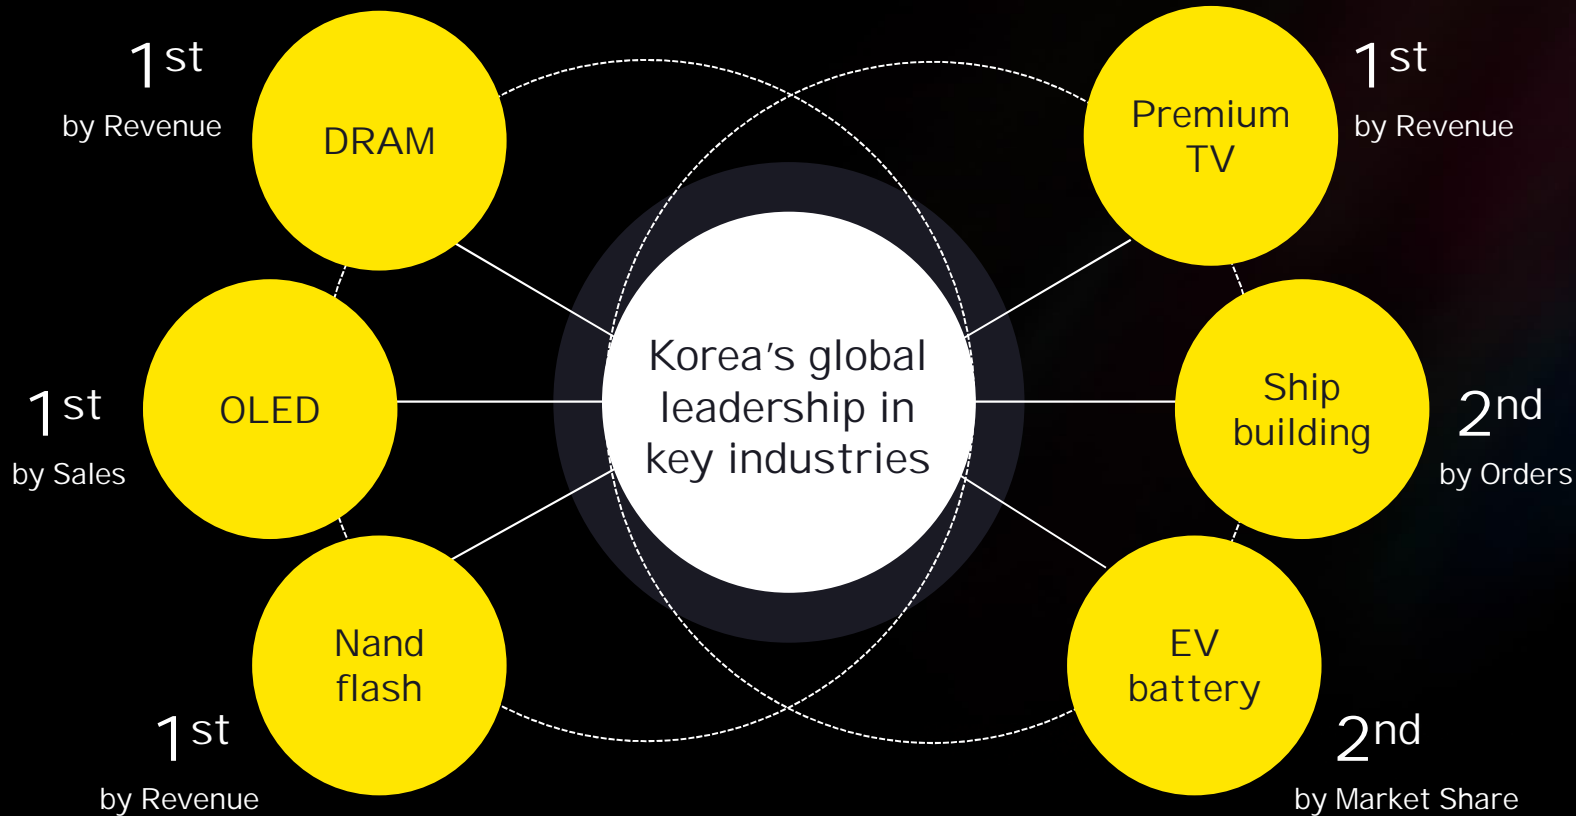 1st
by Revenue
DRAM
Premium
TV
1st
by Revenue
1st
by Sales
OLED
Korea's global
leadership in
key industries
Ship
building
2nd
by Orders
Nand
flash
1st
by Revenue
EV
battery
2nd
by Market Share